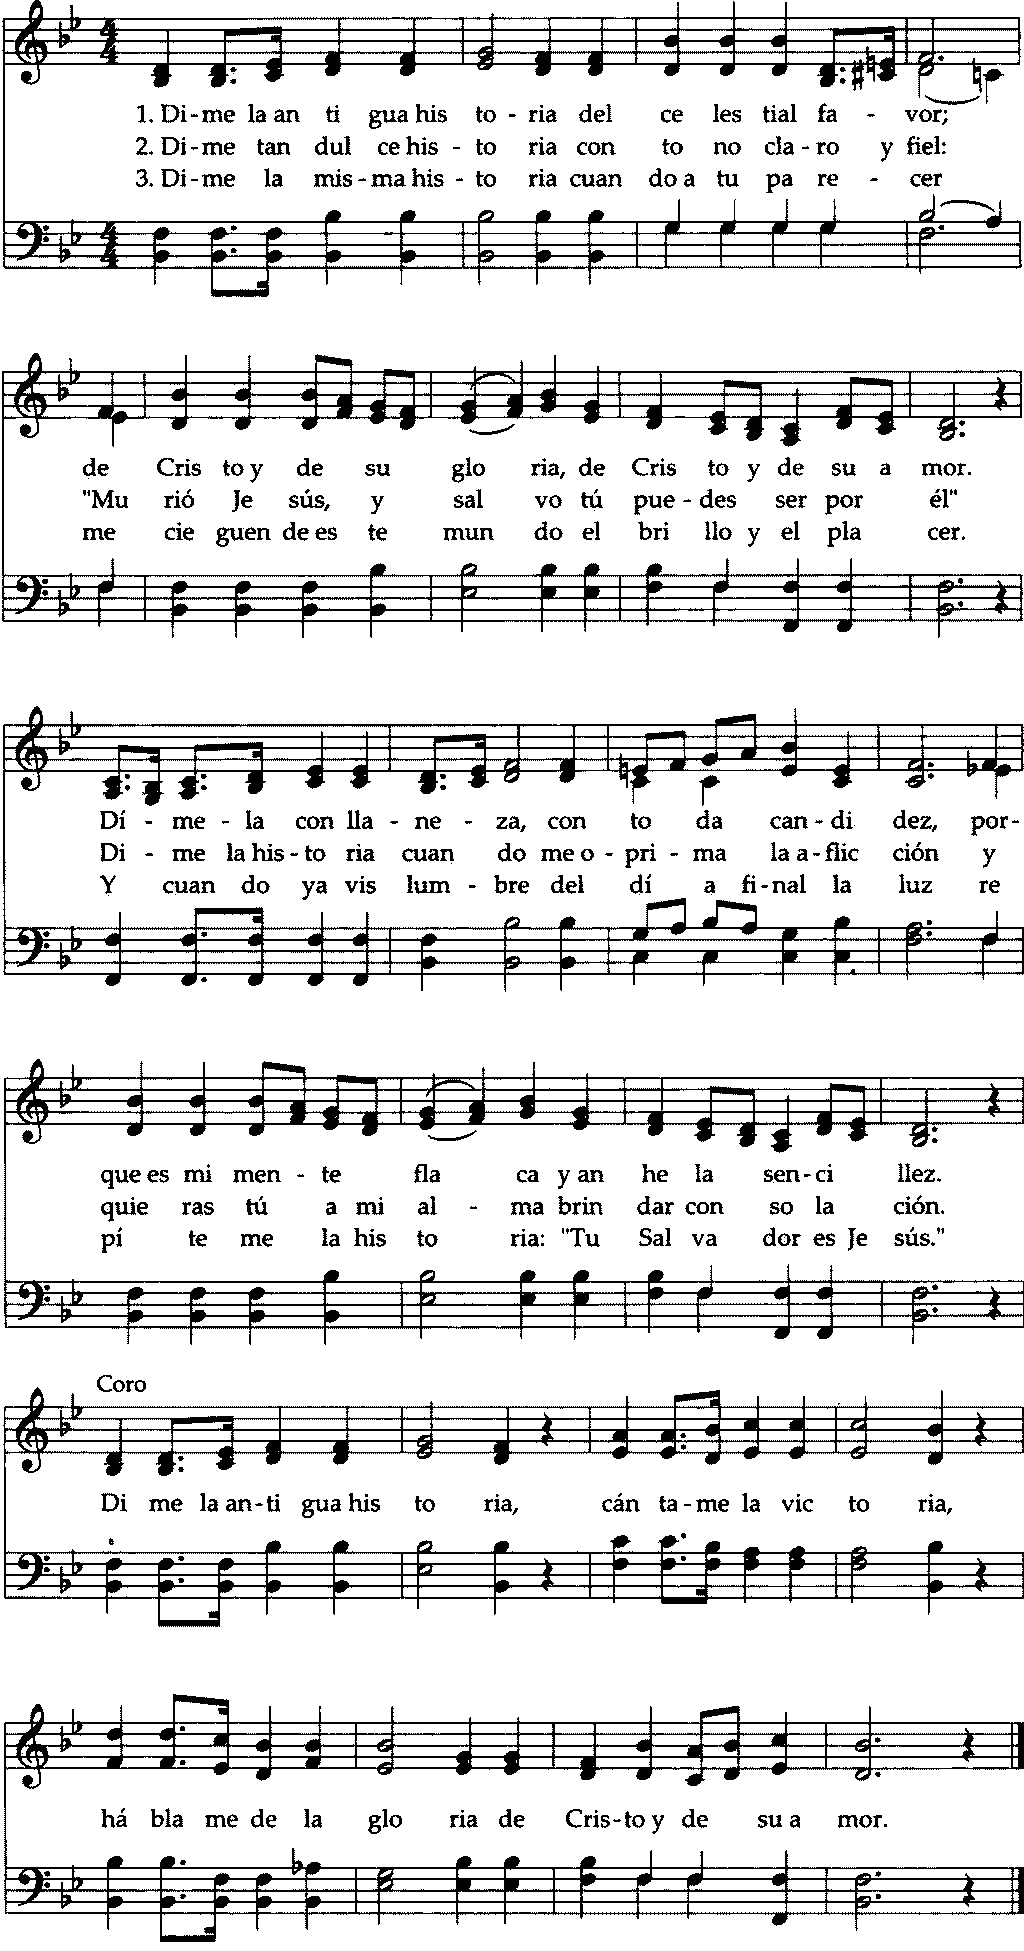 1. Di-me la an ti gua his to-ria del ce les tial fa - vor;
2. Di-me tan dul ce his - to ria con to no cla-ro y fiel:
3. Di-me la mis-ma his - to ria cuan do a tu pa re - cer
de Cris to y de su glo ria, de Cris to y de su a mor.
"Mu rió Je sús, y sal vo tú pue-des ser por él"
me cie guen de es te mun do el bri llo y el pla cer.
Dí - me-la con lla-ne-za, con to da can-di dez, por-
Di - me la his-to ria cuan do me o-pri-ma la a-flic ción y
Y cuan do ya vis lum-bre del dí a fi-nal la luz re
que es mi men-te fla ca y an he la sen-ci llez.
quie ras tú a mi al - ma brin dar con so la ción.
pí te me la his to ria: "Tu Sal va dor es Je sús."
Coro
Di me la an-ti gua his to ria, cán ta-me la vic to ria,
há bla me de la glo ria de Cris-to y de su a mor.